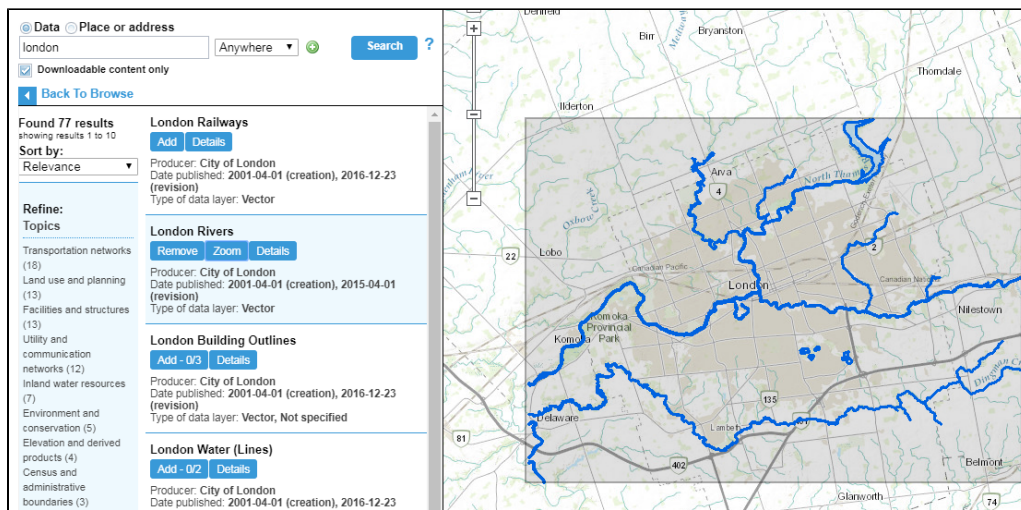 Data Place or address
london
Anywhere
Search
?
Downloadable content only
Back To Browse
Found 77 results
showing results 1 to 10
Sort by:
Relevance
Refine:
Topics
Transportation networks
(18)
Land use and planning
(13)
Facilities and structures
(13)
Utility and
communication
networks (12)
Inland water resources
(7)
Environment and
conservation (5)
Elevation and derived
products (4)
Census and
administrative
boundaries (3)
London Railways
Add Details
Producer: City of London
Date published: 2001-04-01 (creation), 2016-12-23
(revision)
Type of data layer: Vector
London Rivers
Remove Zoom Details
Producer: City of London
Date published: 2001-04-01 (creation), 2015-04-01
(revision)
Type of data layer: Vector
London Building Outlines
Add - 0/3 Details
Producer: City of London
Date published: 2001-04-01 (creation), 2016-12-23
(revision)
Type of data layer: Vector, Not specified
London Water (Lines)
Add - 0/2 Details
Producer: City of London
Date published: 2001-04-01 (creation), 2016-12-23
Denfield
Birr
Bryanston
Medway
Thorndale
Ilderton
Arva
North Tham
4
Oxbow
Lobo
22
2
Canadian Pacific
London
Canadian
Nilestown
Komoka
Provincial
Park
Komoka
135
Delaware
Lambeth
81
402
Belmont
Glanworth
74